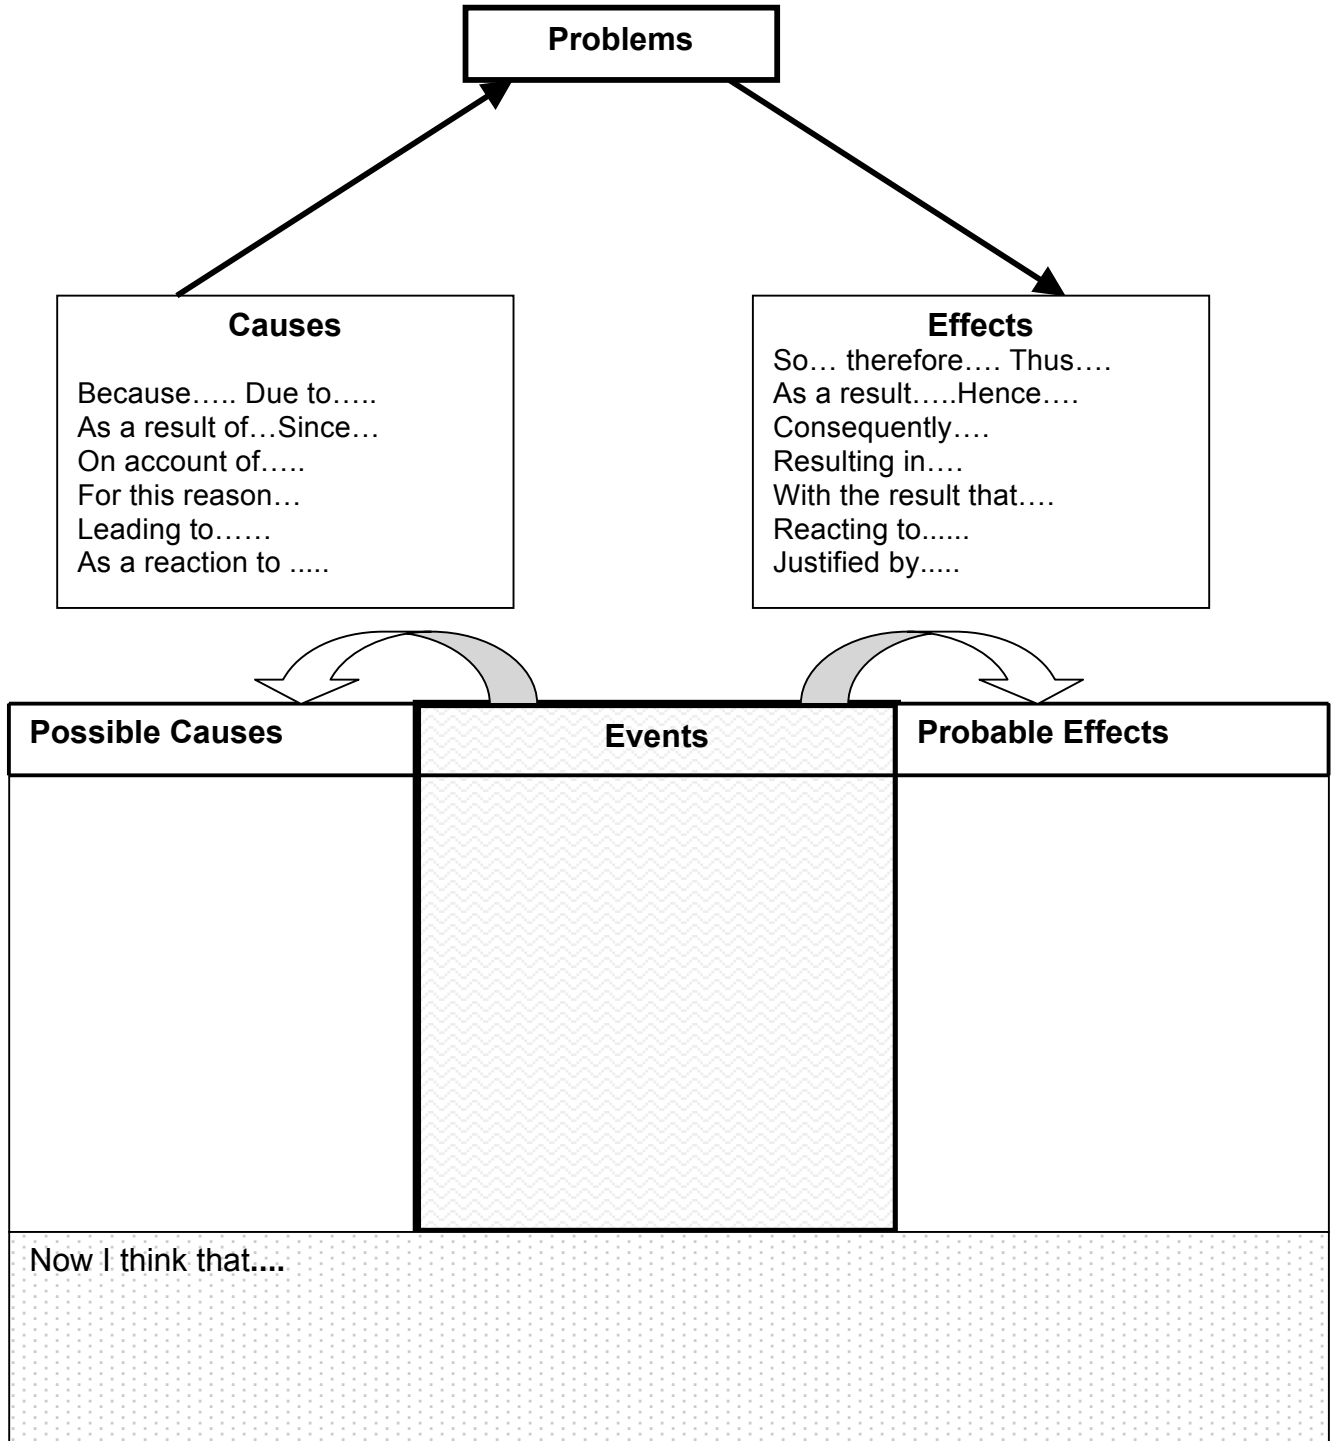 Problems
Causes
Because….. Due to…..
As a result of…Since…
On account of…..
For this reason…
Leading to……
As a reaction to .....
Effects
So… therefore…. Thus….
As a result…..Hence….
Consequently….
Resulting in….
With the result that….
Reacting to......
Justified by.....
Possible Causes
Events
Probable Effects
Now I think that....